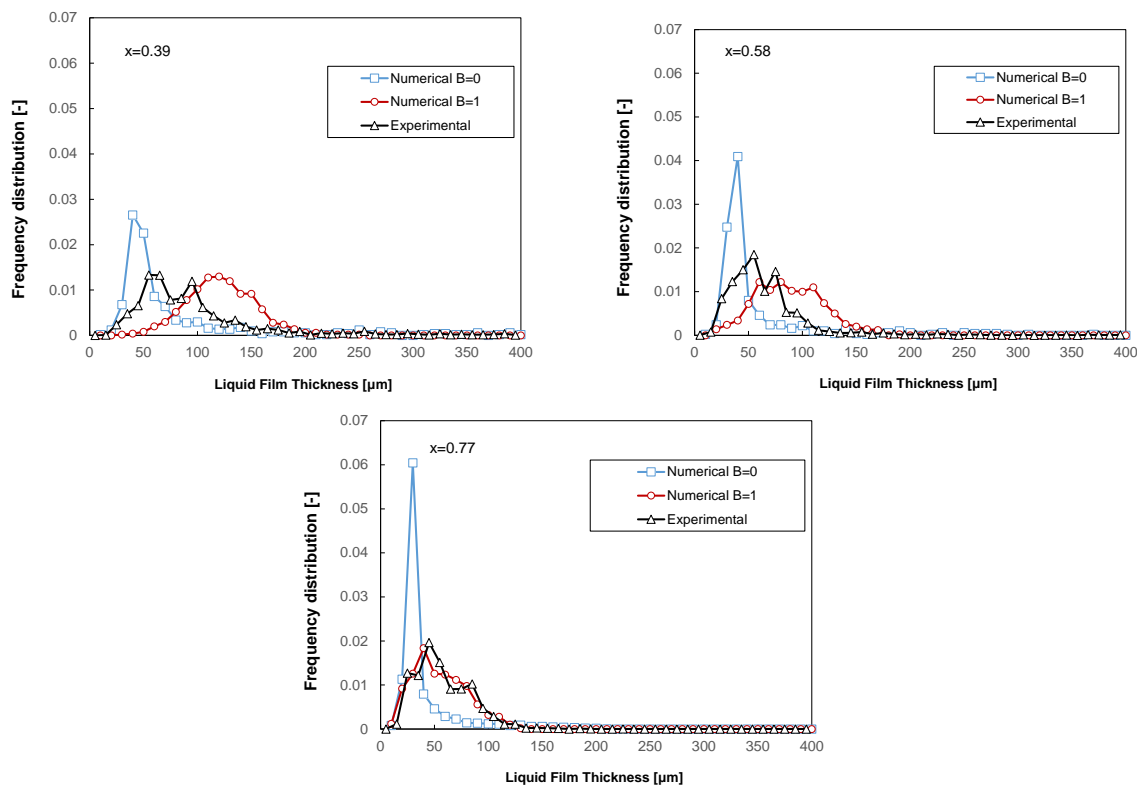 0.07
0.06
0.05
0.04
0.03
0.02
0.01
0
Frequency distribution [-]
x=0.39
Numerical B=0
Numerical B=1
Experimental
0 50 100 150 200 250 300 350 400
Liquid Film Thickness [µm]
0.07
0.06
0.05
0.04
0.03
0.02
0.01
0
Frequency distribution [-]
x=0.58
Numerical B=0
Numerical B=1
Experimental
0 50 100 150 200 250 300 350 400
Liquid Film Thickness [µm]
0.07
0.06
0.05
0.04
0.03
0.02
0.01
0
Frequency distribution [-]
x=0.77
Numerical B=0
Numerical B=1
Experimental
0 50 100 150 200 250 300 350 400
Liquid Film Thickness [µm]